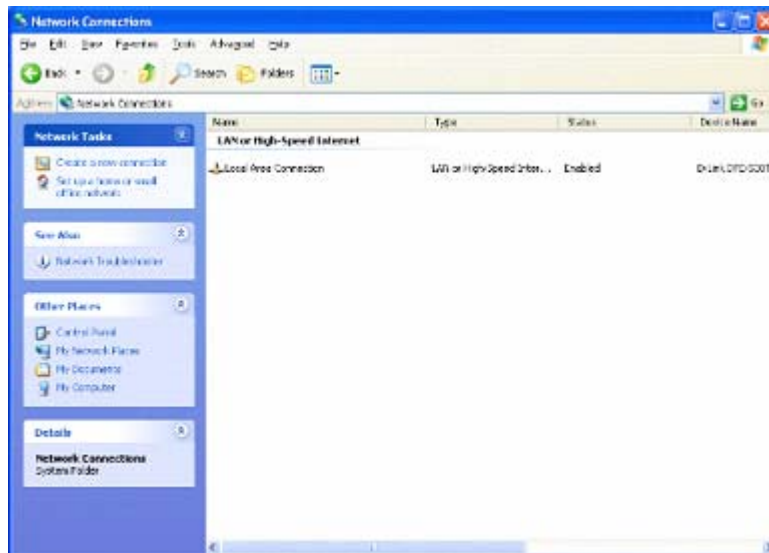 Network Connections
File Edit View Favorites Tools Advanced Help
Back Search Folders
Address Network Connections Go
Name Type Status Device Name
Network Tasks
Create a new connection
Set up a home or small
office network
See Also
Network Troubleshooter
Other Places
Control Panel
My Network Places
My Documents
My Computer
Details
Network Connections
System Folder
LAN or High-Speed Internet
Local Area Connection LAN or High-Speed Inter... Enabled D-Link